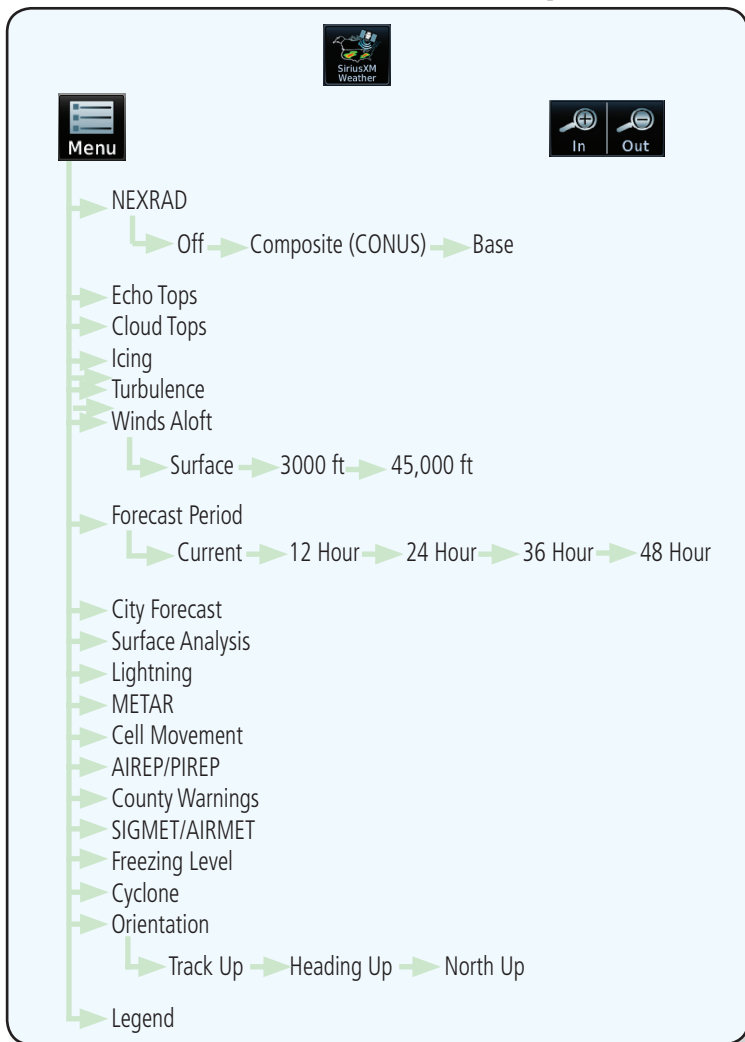 SiriusXM
Weather
Menu
In Out
NEXRAD
Off Composite (CONUS) Base
Echo Tops
Cloud Tops
Icing
Turbulence
Winds Aloft
Surface 3000 ft 45,000 ft
Forecast Period
Current 12 Hour 24 Hour 36 Hour 48 Hour
City Forecast
Surface Analysis
Lightning
METAR
Cell Movement
AIREP/PIREP
County Warnings
SIGMET/AIRMET
Freezing Level
Cyclone
Orientation
Track Up Heading Up North Up
Legend